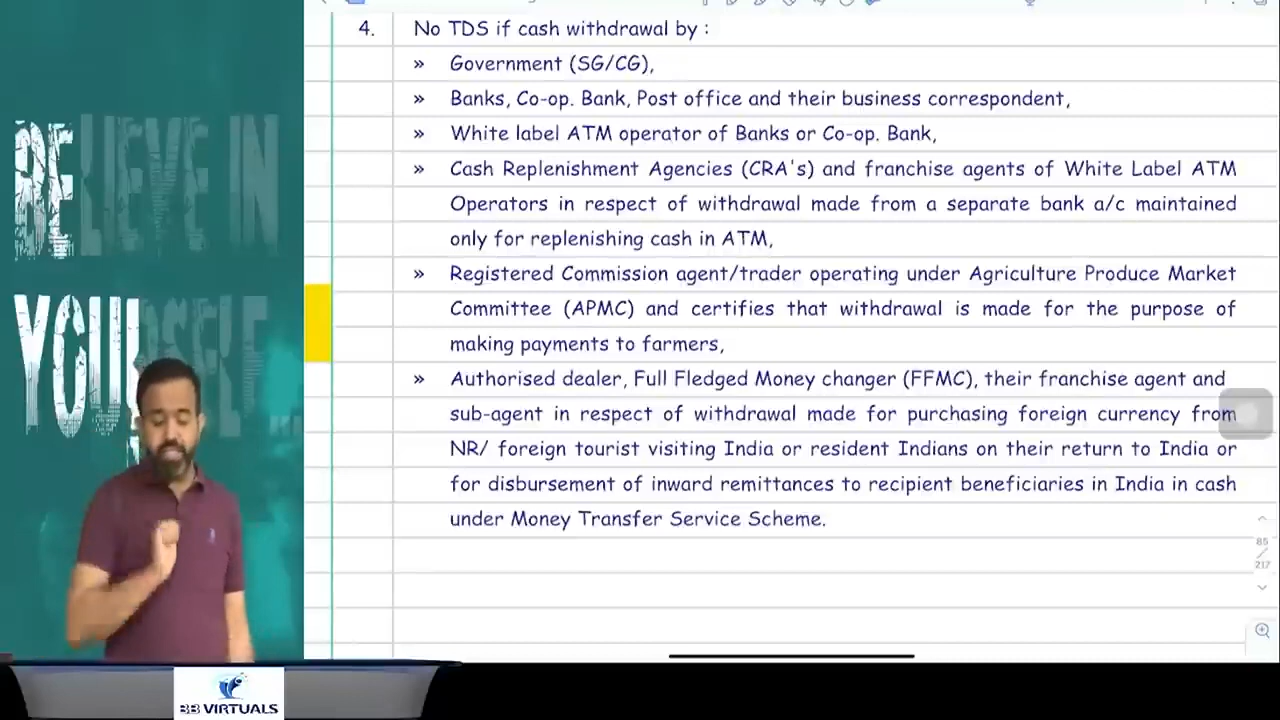 4. No TDS if cash withdrawal by :
» Government (SG/CG),
» Banks, Co-op. Bank, Post office and their business correspondent,
» White label ATM operator of Banks or Co-op. Bank,
» Cash Replenishment Agencies (CRA's) and franchise agents of White Label ATM
Operators in respect of withdrawal made from a separate bank a/c maintained
only for replenishing cash in ATM,
» Registered Commission agent/trader operating under Agriculture Produce Market
Committee (APMC) and certifies that withdrawal is made for the purpose of
making payments to farmers,
» Authorised dealer, Full Fledged Money changer (FFMC), their franchise agent and
sub-agent in respect of withdrawal made for purchasing foreign currency from
NR/ foreign tourist visiting India or resident Indians on their return to India or
for disbursement of inward remittances to recipient beneficiaries in India in cash
under Money Transfer Service Scheme.
85
/
217
BELIEVE IN
YOURSELF
BB VIRTUALS